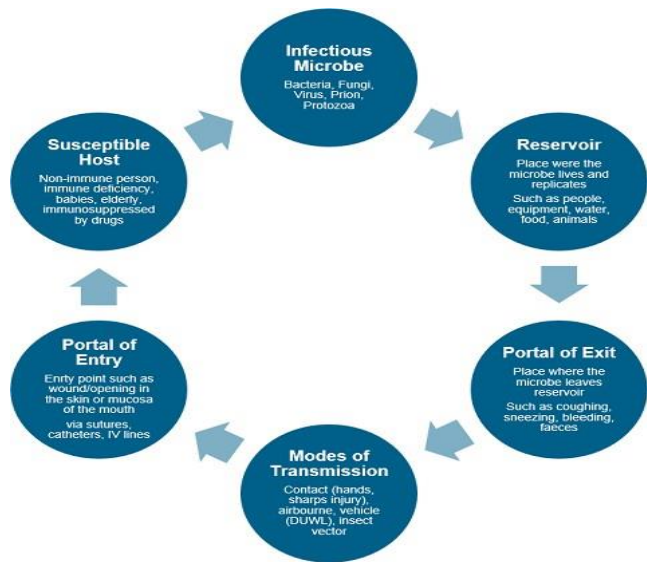 Infectious
Microbe
Bacteria, Fungi,
Virus, Prion,
Protozoa
Reservoir
Place were the
microbe lives and
replicates
Such as people,
equipment, water,
food, animals
Portal of Exit
Place where the
microbe leaves
reservoir
Such as coughing,
sneezing, bleeding,
faeces
Modes of
Transmission
Contact (hands,
sharps injury),
airbourne, vehicle
(DUWL), insect
vector
Portal of
Entry
Enrty point such as
wound/opening in
the skin or mucosa
of the mouth
via sutures,
catheters, IV lines
Susceptible
Host
Non-immune person,
immune deficiency,
babies, elderly,
immunosuppressed
by drugs